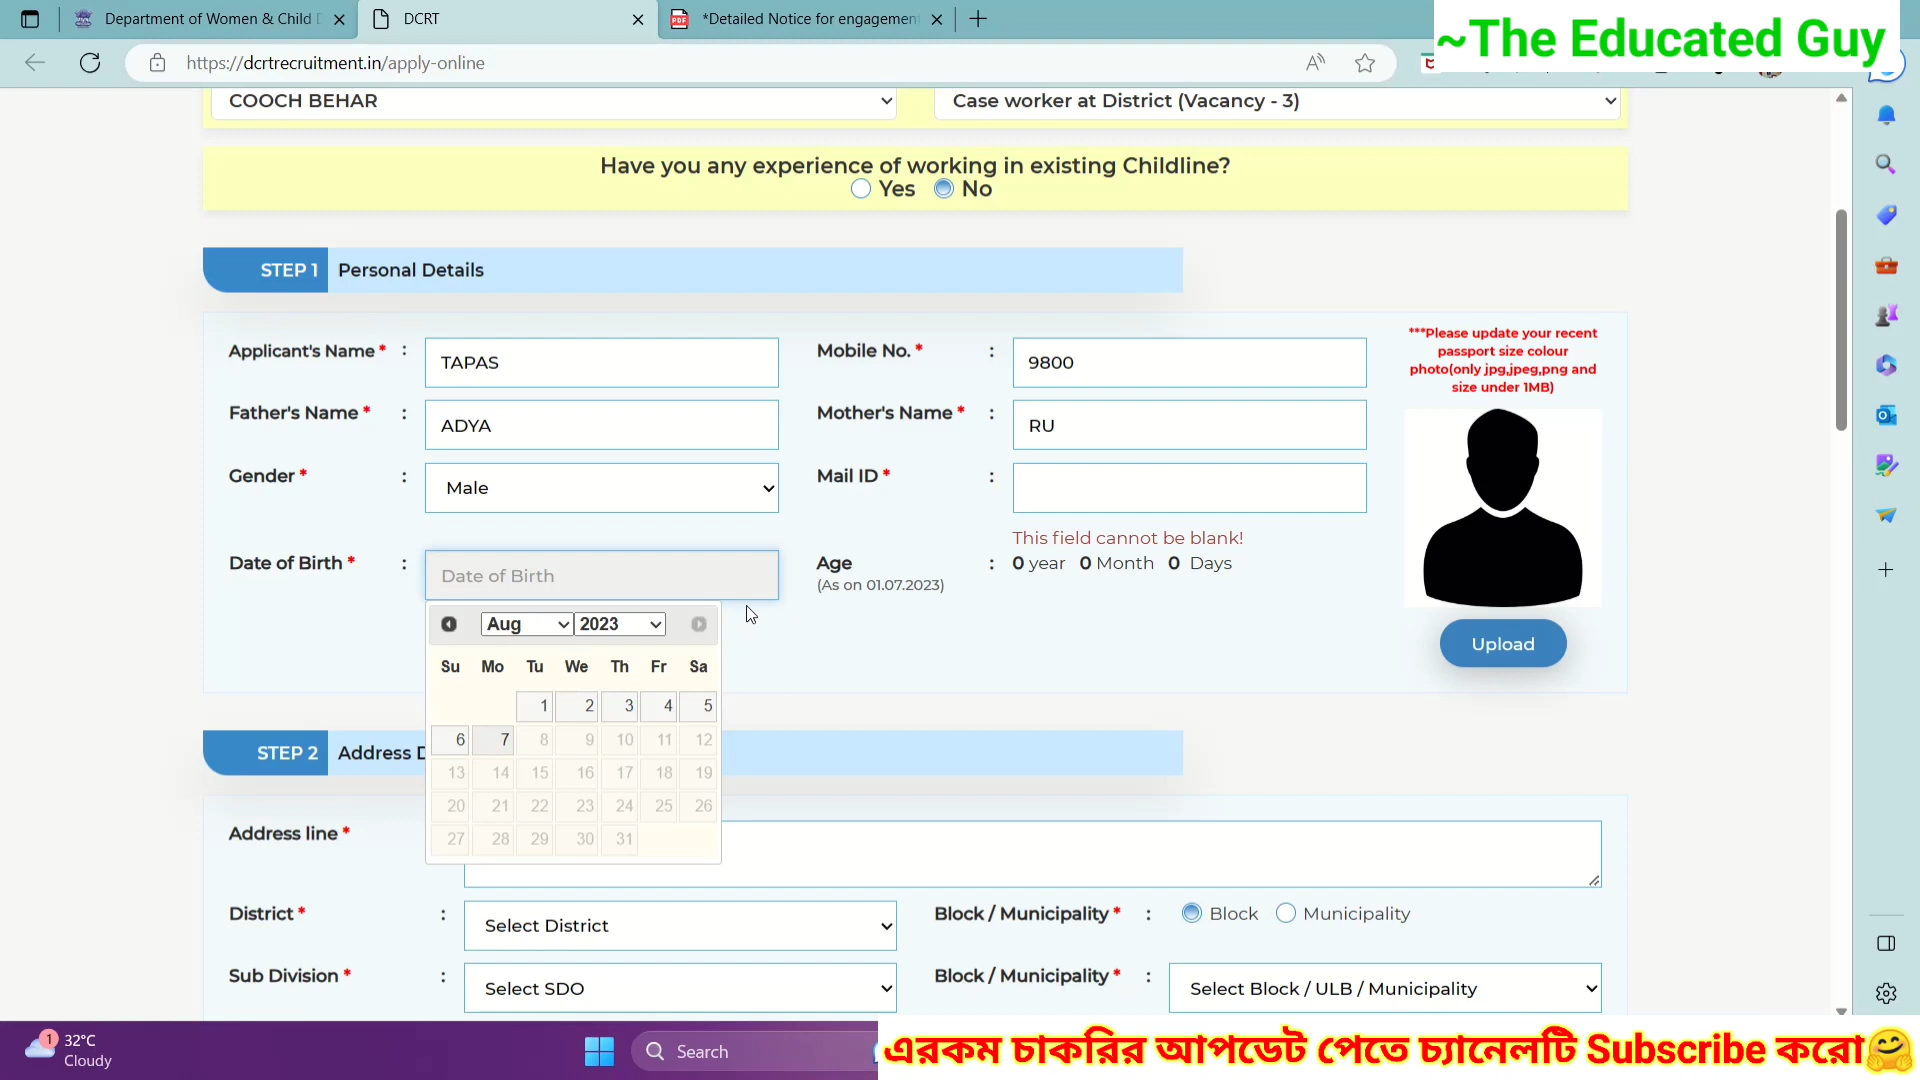 Department of Women & Child D
DCRT
*Detailed Notice for engagement
~The Educated Guy
https://dcrtrecruitment.in/apply-online
COOCH BEHAR
Case worker at District (Vacancy - 3)
Have you any experience of working in existing Childline?
Yes No
STEP 1 Personal Details
Applicant's Name * : TAPAS
Mobile No. * : 9800
***Please update your recent
passport size colour
photo(only jpg,jpeg,png and
size under 1MB)
Father's Name * : ADYA
Mother's Name * : RU
Gender * : Male
Mail ID * :
This field cannot be blank!
Date of Birth * : Date of Birth
Age : 0 year 0 Month 0 Days
(As on 01.07.2023)
Upload
Aug 2023
Su Mo Tu We Th Fr Sa
1 2 3 4 5
6 7 8 9 10 11 12
13 14 15 16 17 18 19
20 21 22 23 24 25 26
27 28 29 30 31
STEP 2 Address D
Address line *
District * : Select District
Block / Municipality * : Block Municipality
Sub Division * : Select SDO
Block / Municipality * : Select Block / ULB / Municipality
1
32°C
Cloudy
Search
এরকম চাকরির আপডেট পেতে চ্যানেলটি Subscribe করো🤗